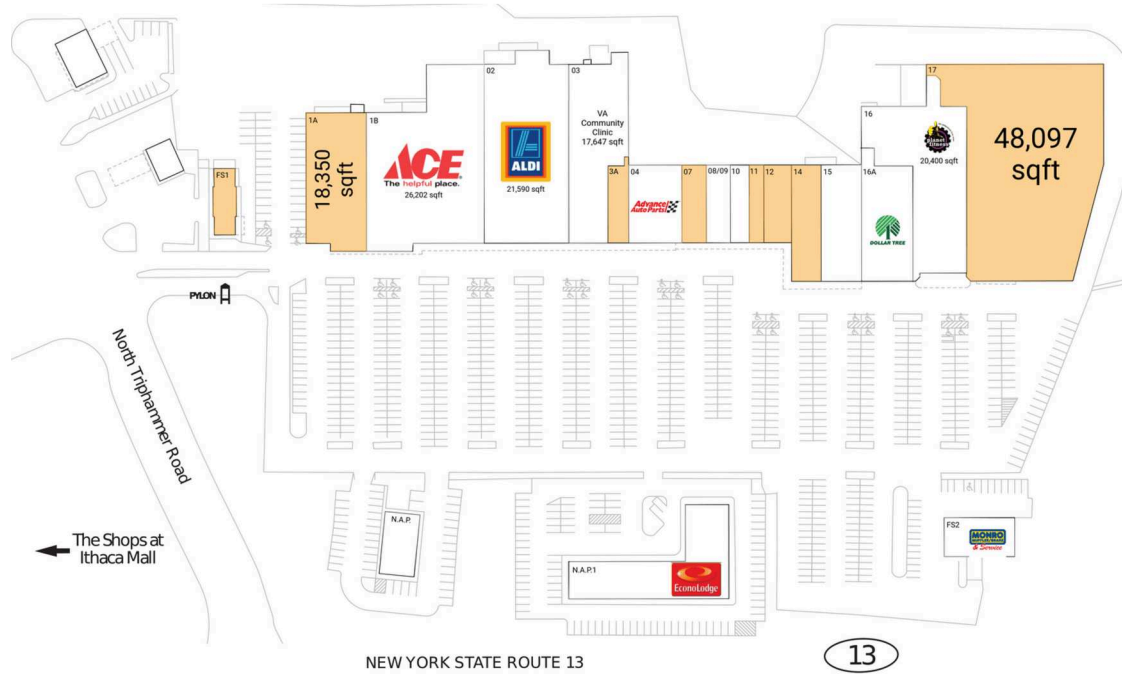 02
03
17
1A
1B
16
VA
Community
Clinic
17,647 sqft
48,097
sqft
18,350
sqft
ACE
The helpful place.
26,202 sqft
ALDI
21,590 sqft
planet
fitness
20,400 sqft
FS1
3A
04
07
08/09
10
11
12
14
15
16A
Advance
Auto Parts
DOLLAR TREE
PYLON
North Triphammer Road
The Shops at
Ithaca Mall
N.A.P.
N.A.P.1
EconoLodge
FS2
MONRO
MUFFLER/BRAKE
& Service
NEW YORK STATE ROUTE 13
13